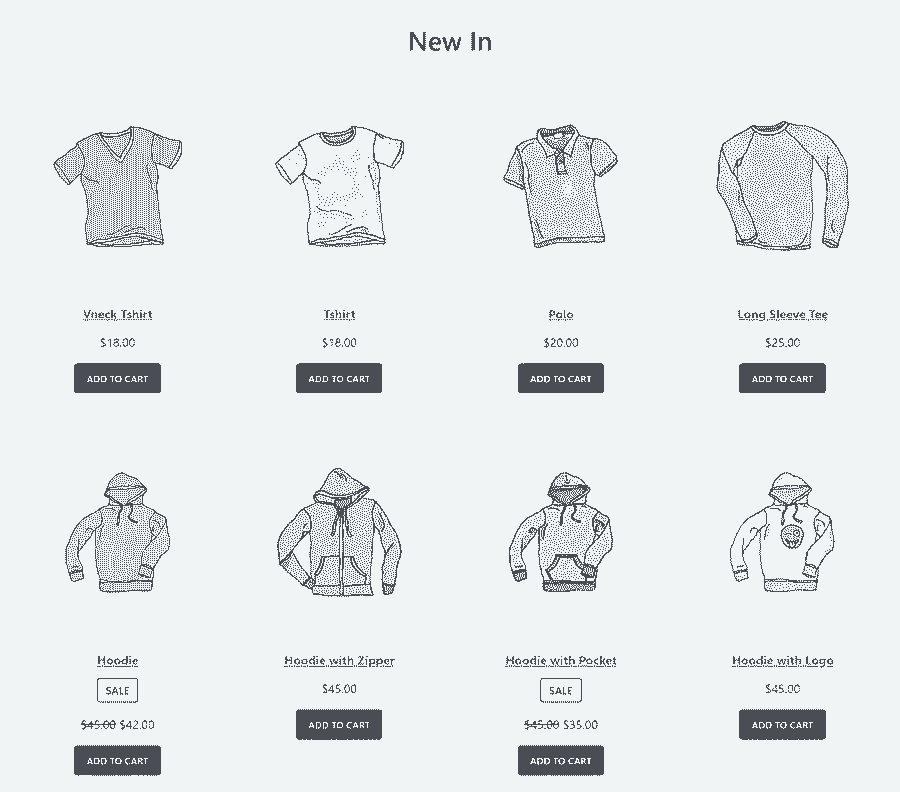 New In
Vneck Tshirt
$18.00
ADD TO CART
Tshirt
$18.00
ADD TO CART
Polo
$20.00
ADD TO CART
Long Sleeve Tee
$25.00
ADD TO CART
Hoodie
SALE
$45.00 $42.00
ADD TO CART
Hoodie with Zipper
$45.00
ADD TO CART
Hoodie with Pocket
SALE
$45.00 $35.00
ADD TO CART
Hoodie with Logo
$45.00
ADD TO CART